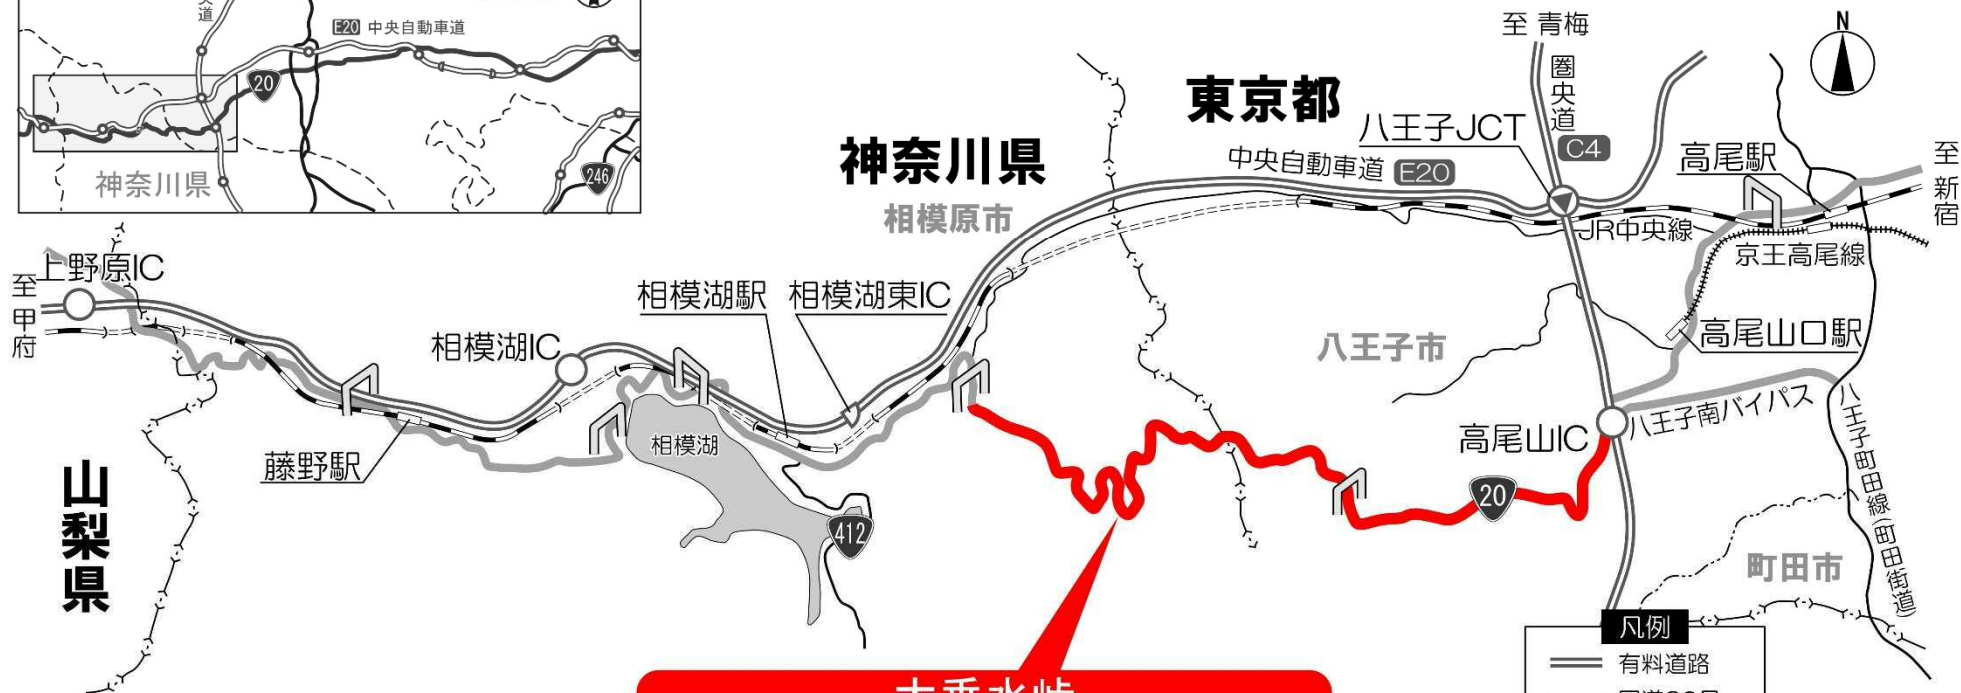 央道
E20 中央自動車道
20
神奈川県
246
至 青梅
圏央道
C4
N
東京都
八王子JCT
神奈川県
中央自動車道 E20
高尾駅
至新宿
相模原市
JR中央線
京王高尾線
上野原IC
至甲府
相模湖駅
相模湖東IC
相模湖IC
八王子市
高尾山口駅
八王子南バイパス
八王子町田線(町田街道)
高尾山IC
相模湖
藤野駅
山梨県
20
412
町田市
凡例
有料道路
大垂水峠